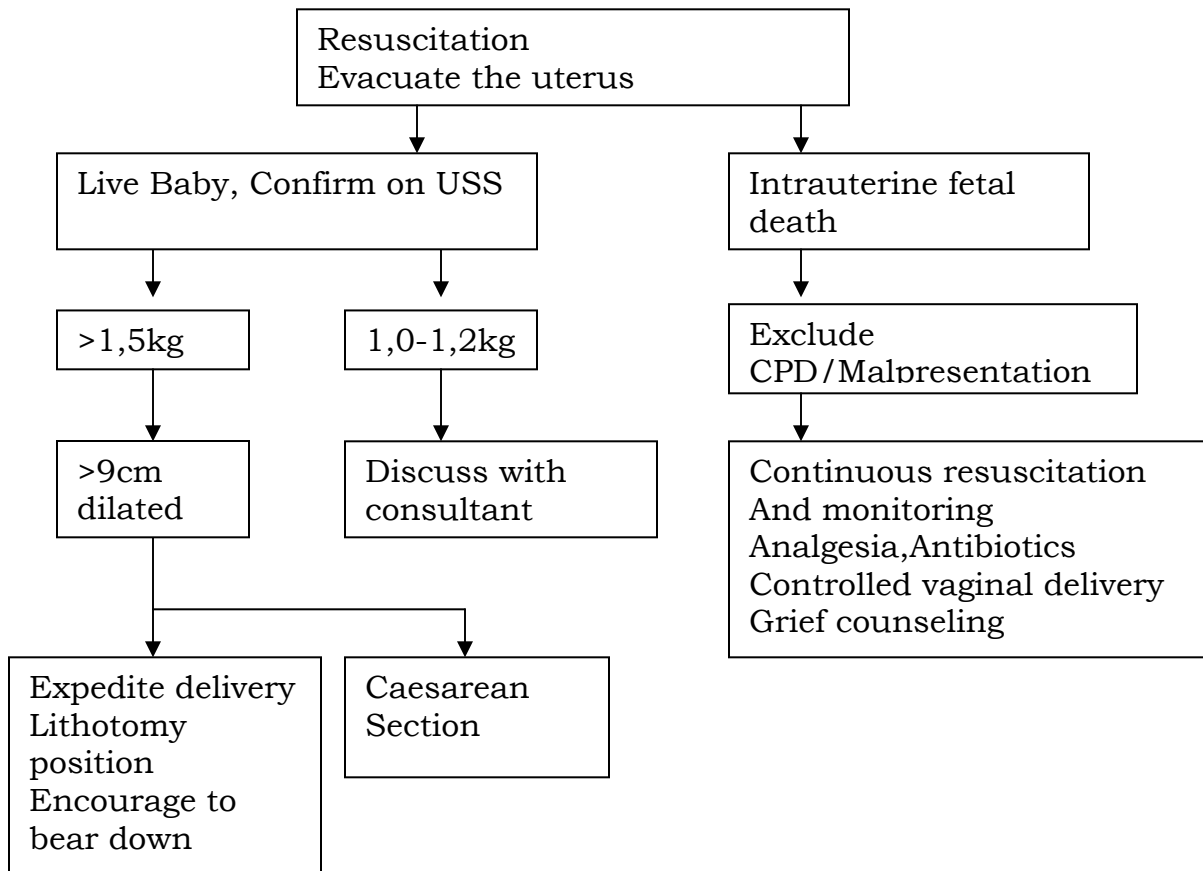 Resuscitation
Evacuate the uterus
Live Baby, Confirm on USS
Intrauterine fetal
death
>1,5kg
1,0-1,2kg
Exclude
CPD/Malpresentation
>9cm
dilated
Discuss with
consultant
Continuous resuscitation
And monitoring
Analgesia,Antibiotics
Controlled vaginal delivery
Grief counseling
Expedite delivery
Lithotomy
position
Encourage to
bear down
Caesarean
Section